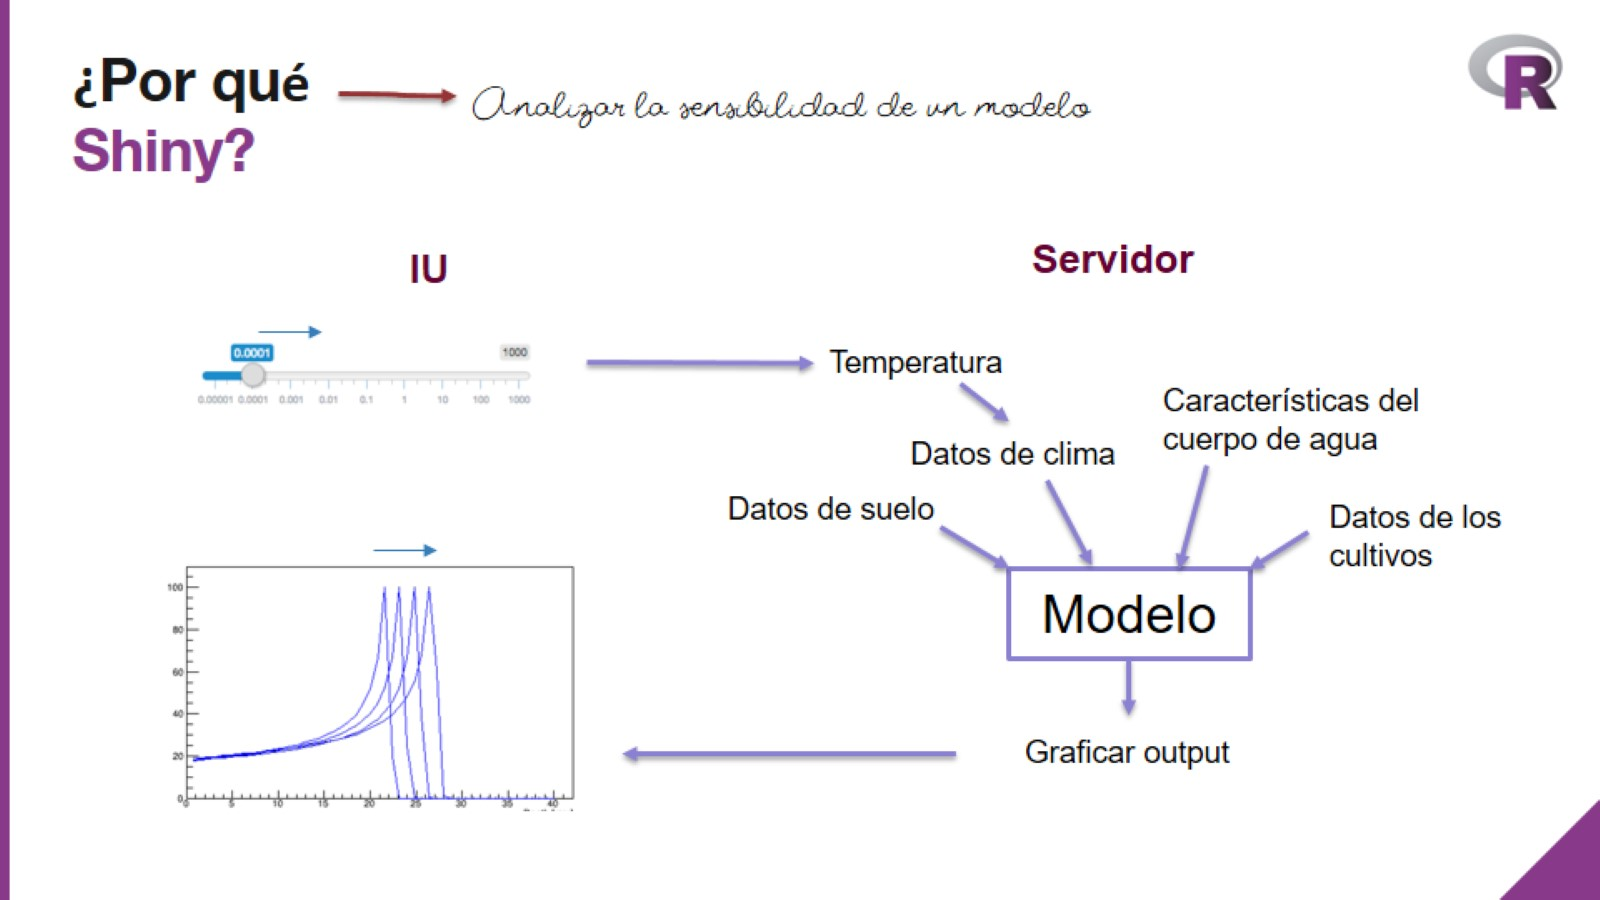 ¿Por qué
Shiny?
Analizar la sensibilidad de un modelo
R
IU
Servidor
0.0001
1000
0.00001 0.0001 0.001 0.01 0.1 1 10 100 1000
Temperatura
Características del
cuerpo de agua
Datos de clima
Datos de suelo
Datos de los
cultivos
Modelo
Graficar output
100
80
60
40
20
0
0 5 10 15 20 25 30 35 40